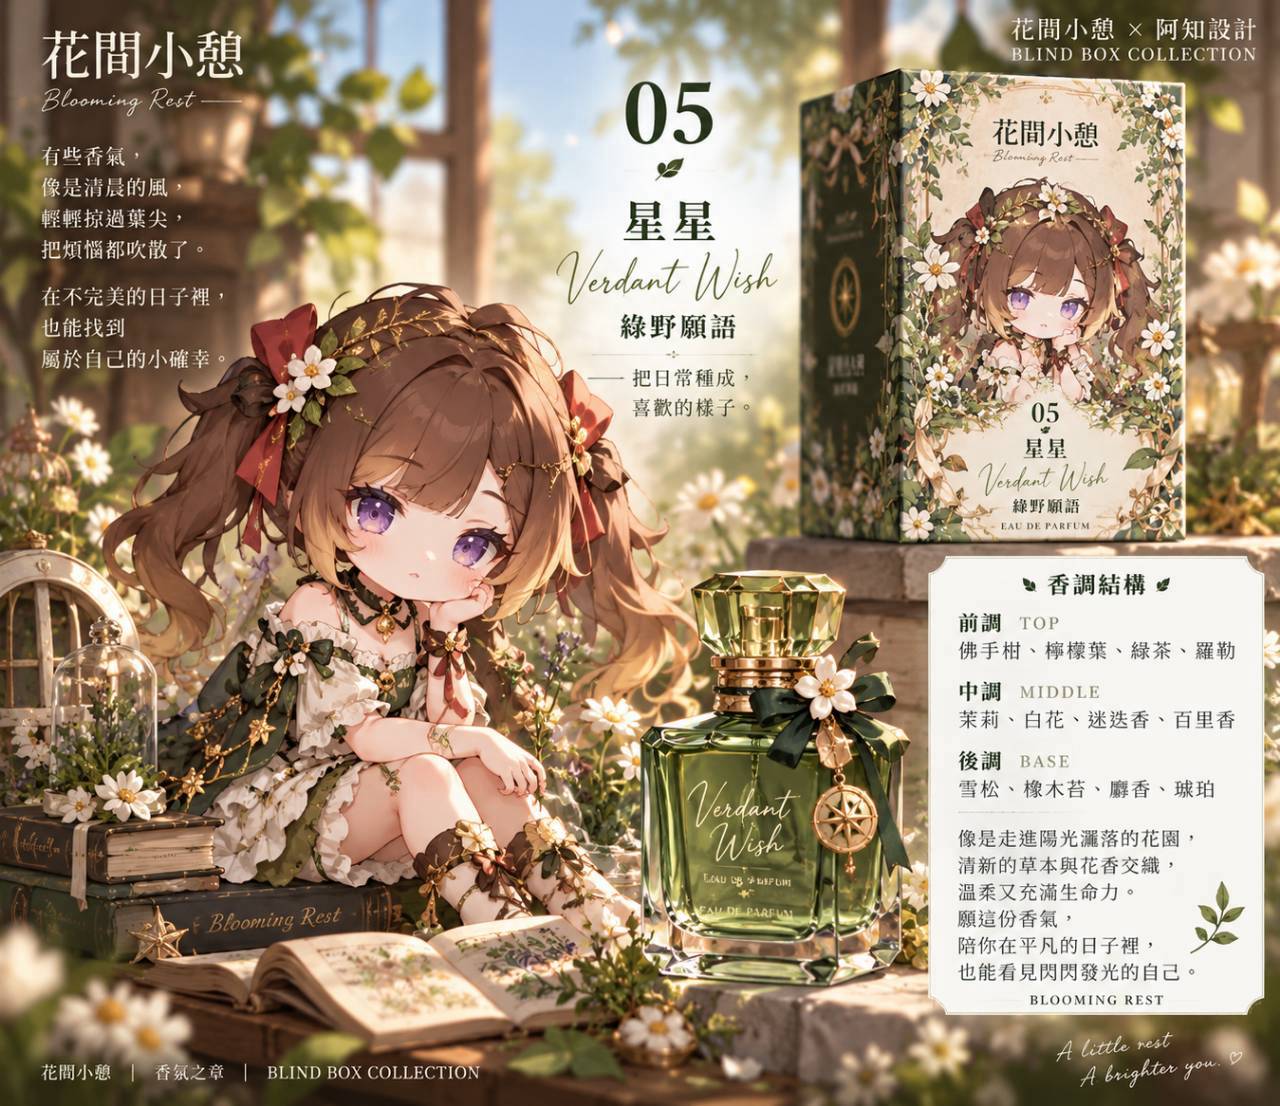 花間小憩
Blooming Rest
有些香氣，
像是清晨的風，
輕輕掠過葉尖，
把煩惱都吹散了。
在不完美的日子裡，
也能找到
屬於自己的小確幸。
05
星星
Verdant Wish
綠野願語
把日常種成，
喜歡的樣子。
花間小憩 × 阿知設計
BLIND BOX COLLECTION
花間小憩
Blooming Rest
05
星星
Verdant Wish
綠野願語
EAU DE PARFUM
香調結構
前調 TOP
佛手柑、檸檬葉、綠茶、羅勒
中調 MIDDLE
茉莉、白花、迷迭香、百里香
後調 BASE
雪松、橡木苔、麝香、琥珀
像是走進陽光灑落的花園，
清新的草本與花香交織，
溫柔又充滿生命力。
願這份香氣，
陪你在平凡的日子裡，
也能看見閃閃發光的自己。
BLOOMING REST
Verdant
Wish
EAU DE PARFUM
EAU DE PARFUM
Blooming Rest
A little rest
A brighter you. ♡
花間小憩 | 香氛之章 | BLIND BOX COLLECTION